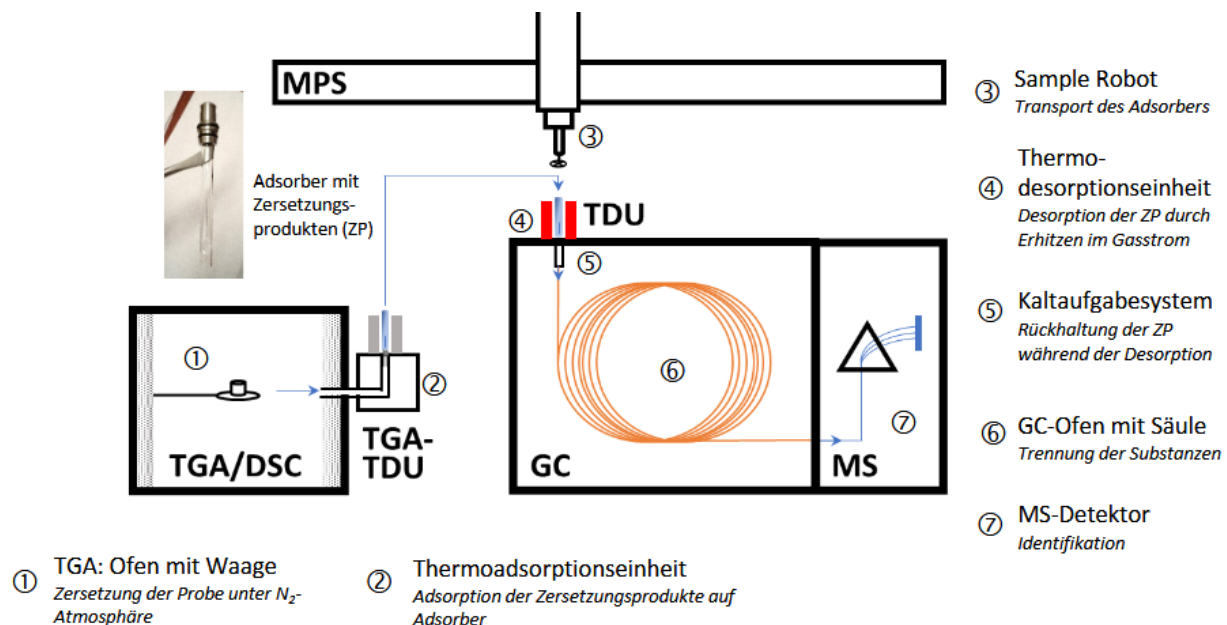 MPS
③
Adsorber mit
Zersetzungs-
produkten (ZP)
④
TDU
⑤
①
②
⑥
⑦
TGA/DSC
TGA-
TDU
GC
MS
③ Sample Robot
Transport des Adsorbers
Thermo-
④ desorptionseinheit
Desorption der ZP durch
Erhitzen im Gasstrom
⑤ Kaltaufgabesystem
Rückhaltung der ZP
während der Desorption
⑥ GC-Ofen mit Säule
Trennung der Substanzen
⑦ MS-Detektor
Identifikation
① TGA: Ofen mit Waage
Zersetzung der Probe unter N₂-
Atmosphäre
② Thermoadsorptionseinheit
Adsorption der Zersetzungsprodukte auf
Adsorber